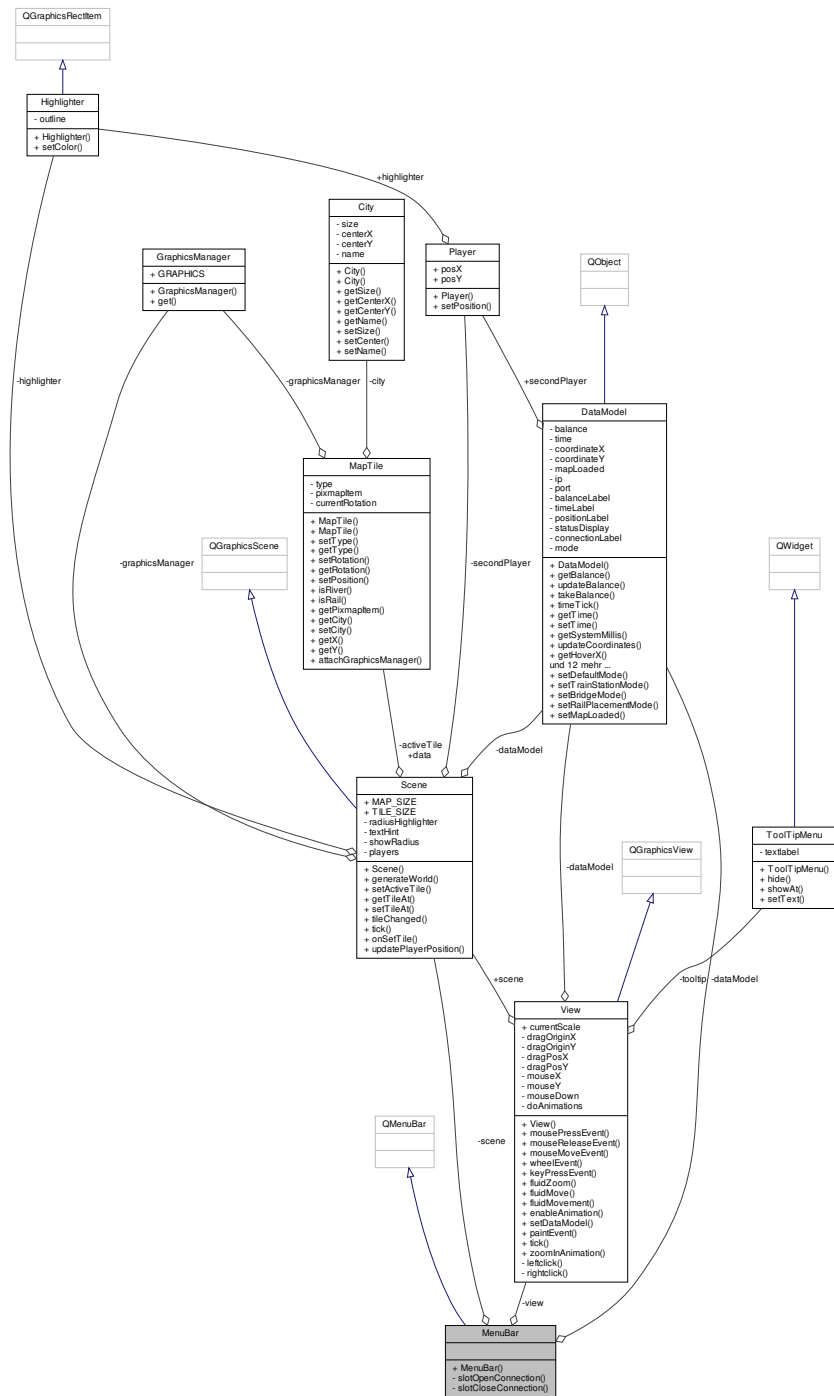 QGraphicsRectItem
Highlighter
- outline
+ Highlighter()
+ setColor()
+highlighter
City
- size
- centerX
- centerY
- name
+ City()
+ City()
+ getSize()
+ getCenterX()
+ getCenterY()
+ getName()
+ setSize()
+ setCenter()
+ setName()
GraphicsManager
+ GRAPHICS
+ GraphicsManager()
+ get()
Player
+ posX
+ posY
+ Player()
+ setPosition()
QObject
-highlighter
-graphicsManager
-city
+secondPlayer
DataModel
- balance
- time
- coordinateX
- coordinateY
- mapLoaded
- ip
- port
- balanceLabel
- timeLabel
- positionLabel
- statusDisplay
- connectionLabel
- mode
+ DataModel()
+ getBalance()
+ updateBalance()
+ takeBalance()
+ timeTick()
+ getTime()
+ setTime()
+ getSystemMillis()
+ updateCoordinates()
+ getHoverX()
und 12 mehr ...
+ setDefaultMode()
+ setTrainStationMode()
+ setBridgeMode()
+ setRailPlacementMode()
+ setMapLoaded()
MapTile
- type
- pixmapItem
- currentRotation
+ MapTile()
+ MapTile()
+ setType()
+ getType()
+ setRotation()
+ getRotation()
+ setPosition()
+ isRiver()
+ isRail()
+ getPixmapItem()
+ getCity()
+ setCity()
+ getX()
+ getY()
+ attachGraphicsManager()
QGraphicsScene
-graphicsManager
-secondPlayer
QWidget
-activeTile
+data
-dataModel
Scene
+ MAP_SIZE
+ TILE_SIZE
- radiusHighlighter
- textHint
- showRadius
- players
+ Scene()
+ generateWorld()
+ setActiveTile()
+ getTileAt()
+ setTileAt()
+ tileChanged()
+ tick()
+ onSetTile()
+ updatePlayerPosition()
ToolTipMenu
- textlabel
+ ToolTipMenu()
+ hide()
+ showAt()
+ setText()
QGraphicsView
-dataModel
+scene
-tooltip
-dataModel
View
+ currentScale
- dragOriginX
- dragOriginY
- dragPosX
- dragPosY
- mouseX
- mouseY
- mouseDown
- doAnimations
+ View()
+ mousePressEvent()
+ mouseReleaseEvent()
+ mouseMoveEvent()
+ wheelEvent()
+ keyPressEvent()
+ fluidZoom()
+ fluidMove()
+ fluidMovement()
+ enableAnimation()
+ setDataModel()
+ paintEvent()
+ tick()
+ zoomInAnimation()
- leftclick()
- rightclick()
QMenuBar
-scene
-view
MenuBar
+ MenuBar()
- slotOpenConnection()
- slotCloseConnection()